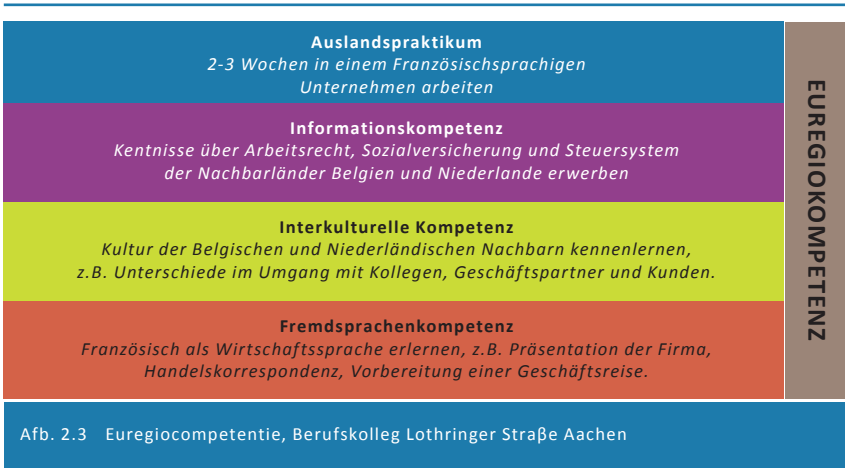 Auslandspraktikum
2-3 Wochen in einem Französischsprachigen
Unternehmen arbeiten
Informationskompetenz
Kentnisse über Arbeitsrecht, Sozialversicherung und Steuersystem
der Nachbarländer Belgien und Niederlande erwerben
Interkulturelle Kompetenz
Kultur der Belgischen und Niederländischen Nachbarn kennenlernen,
z.B. Unterschiede im Umgang mit Kollegen, Geschäftspartner und Kunden.
Fremdsprachenkompetenz
Französisch als Wirtschaftssprache erlernen, z.B. Präsentation der Firma,
Handelskorrespondenz, Vorbereitung einer Geschäftsreise.
EUREGIOKOMPETENZ
Afb. 2.3 Euregiocompetentie, Berufskolleg Lothringer Straβe Aachen